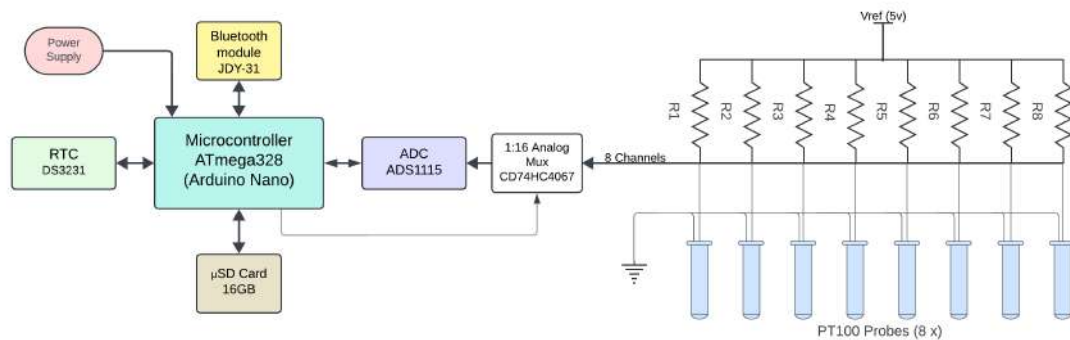 Power
Supply
Bluetooth
module
JDY-31
Vref (5v)
R1
R2
R3
R4
R5
R6
R7
R8
RTC
DS3231
Microcontroller
ATmega328
(Arduino Nano)
ADC
ADS1115
1:16 Analog
Mux
CD74HC4067
8 Channels
µSD Card
16GB
PT100 Probes (8 x)